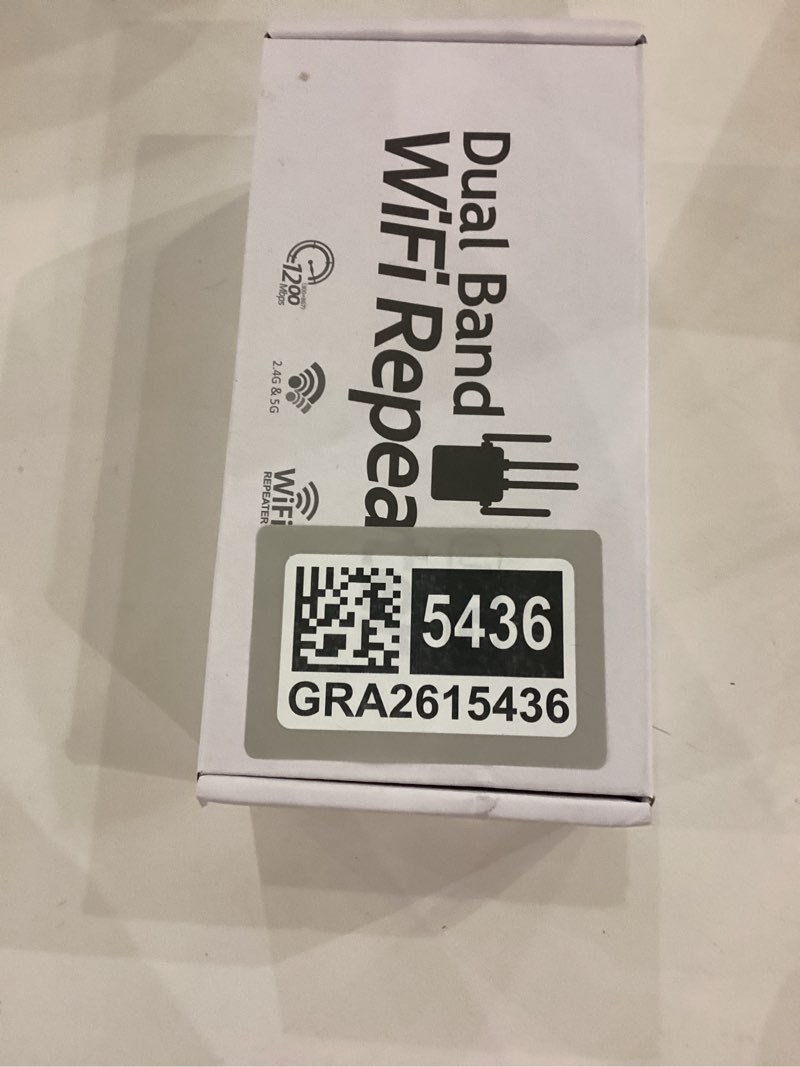 Dual Band
WiFi Repea
1200
Mbps
2.4G & 5G
WiFi
REPEATER
5436
GRA2615436